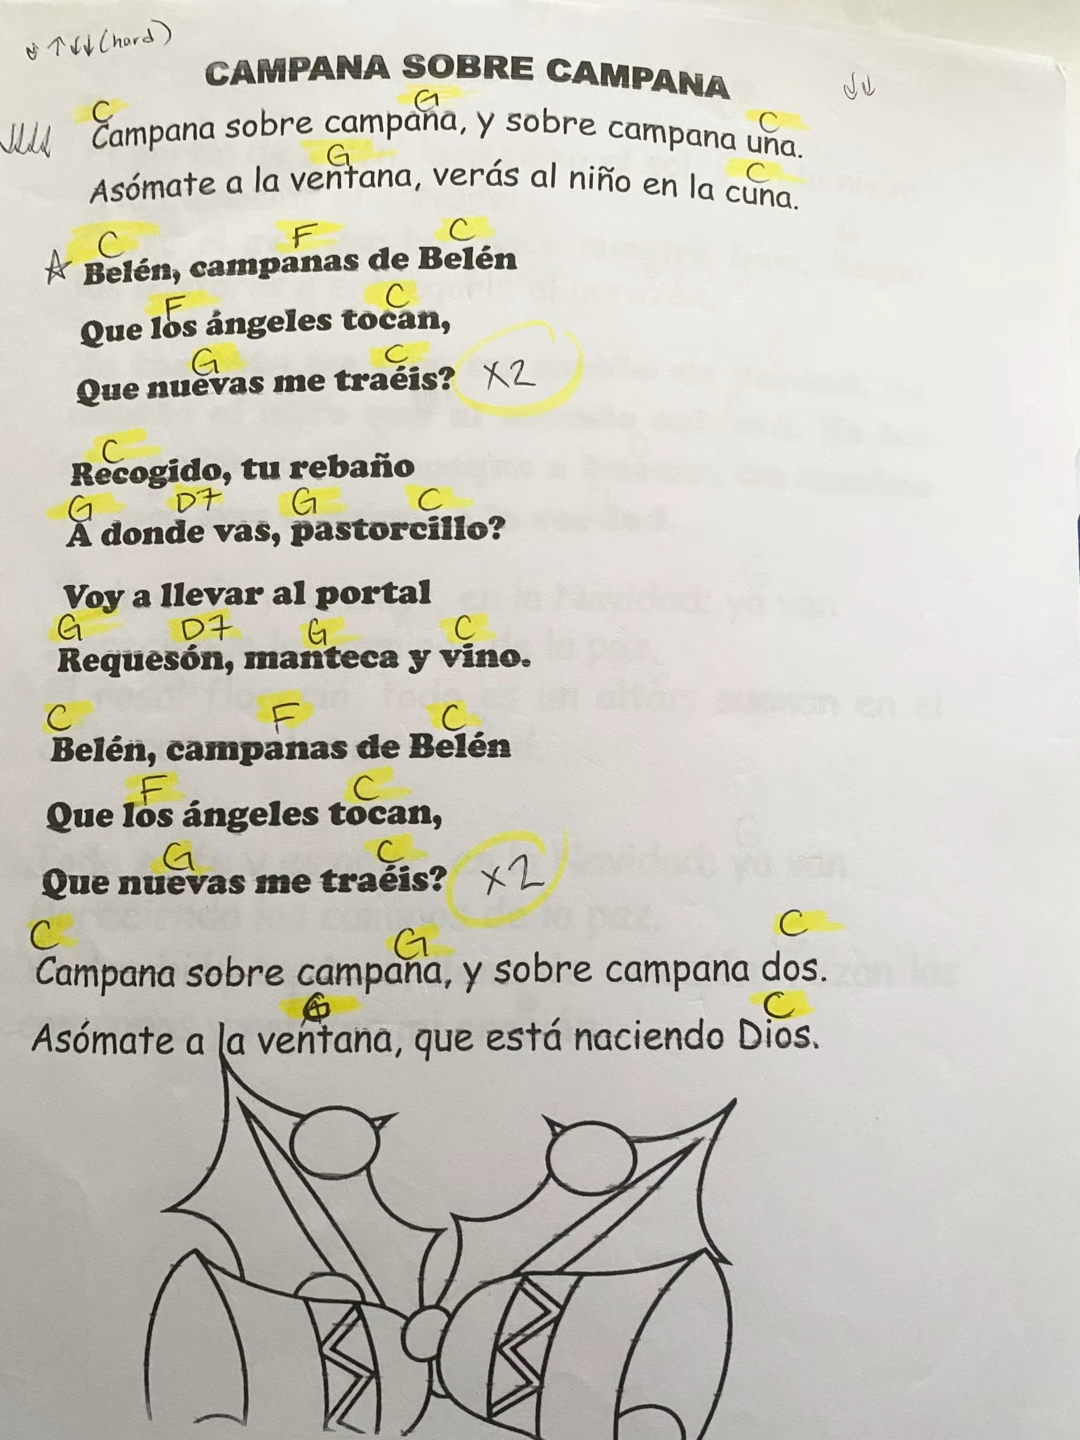 ↓↑↓↓(hard)
CAMPANA SOBRE CAMPANA
↓↓
C G C
↓↓↓↓ Campana sobre campana, y sobre campana una.
G C
Asómate a la ventana, verás al niño en la cuna.
C F C
☆ Belén, campanas de Belén
F C
Que los ángeles tocan,
G C
Que nuevas me traéis? x2
C
Recogido, tu rebaño
G D7 G C
A donde vas, pastorcillo?
Voy a llevar al portal
G D7 G C
Requesón, manteca y vino.
C F C
Belén, campanas de Belén
F C
Que los ángeles tocan,
G C
Que nuevas me traéis? x2
C G C
Campana sobre campana, y sobre campana dos.
G C
Asómate a la ventana, que está naciendo Dios.